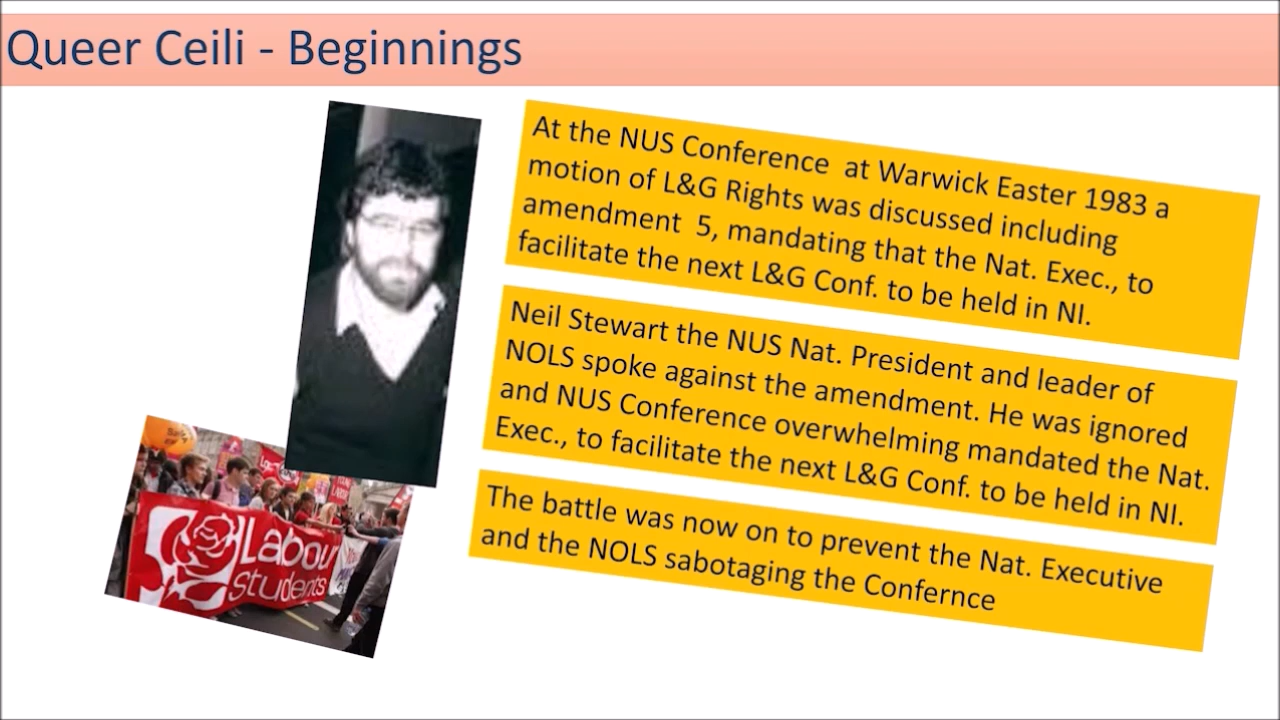 Queer Ceili - Beginnings
At the NUS Conference at Warwick Easter 1983 a
motion of L&G Rights was discussed including
amendment 5, mandating that the Nat. Exec., to
facilitate the next L&G Conf. to be held in NI.
Neil Stewart the NUS Nat. President and leader of
NOLS spoke against the amendment. He was ignored
and NUS Conference overwhelming mandated the Nat.
Exec., to facilitate the next L&G Conf. to be held in NI.
The battle was now on to prevent the Nat. Executive
and the NOLS sabotaging the Confernce
Labour
Students